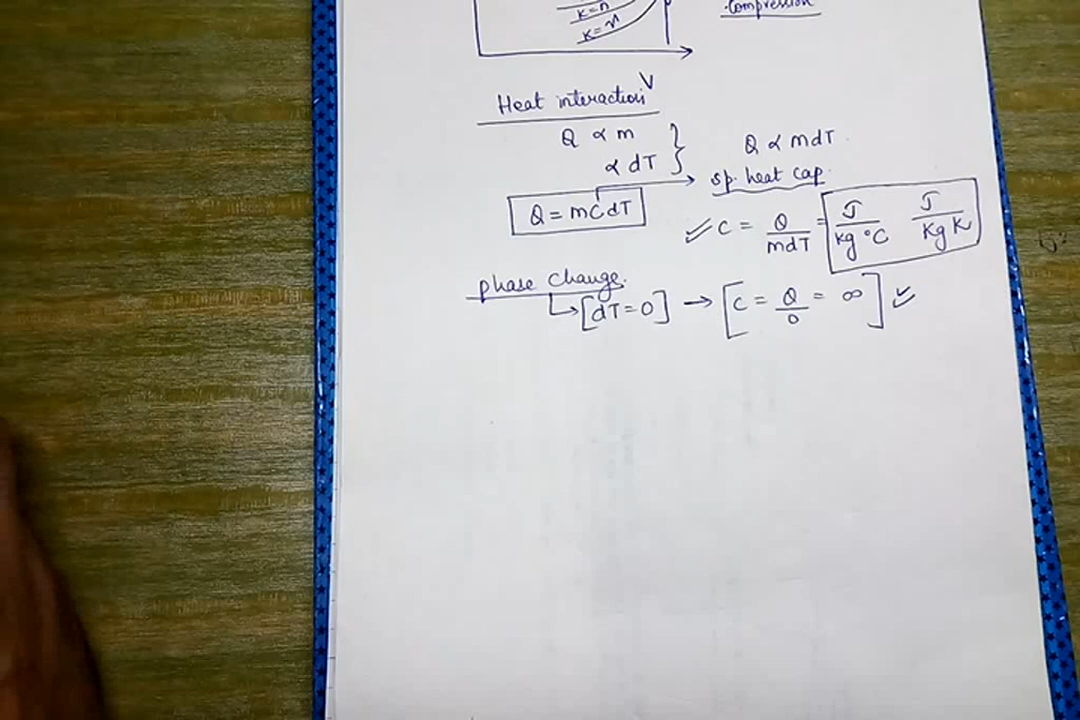 Compression
K=n
K=γ
V
Heat interaction
Q ∝ m
∝ dT } Q ∝ mdT
sp. heat cap.
Q = mCdT
C = Q/mdT = J/kg°C J/KgK
phase change.
[dT=0] → [C = Q/0 = ∞]